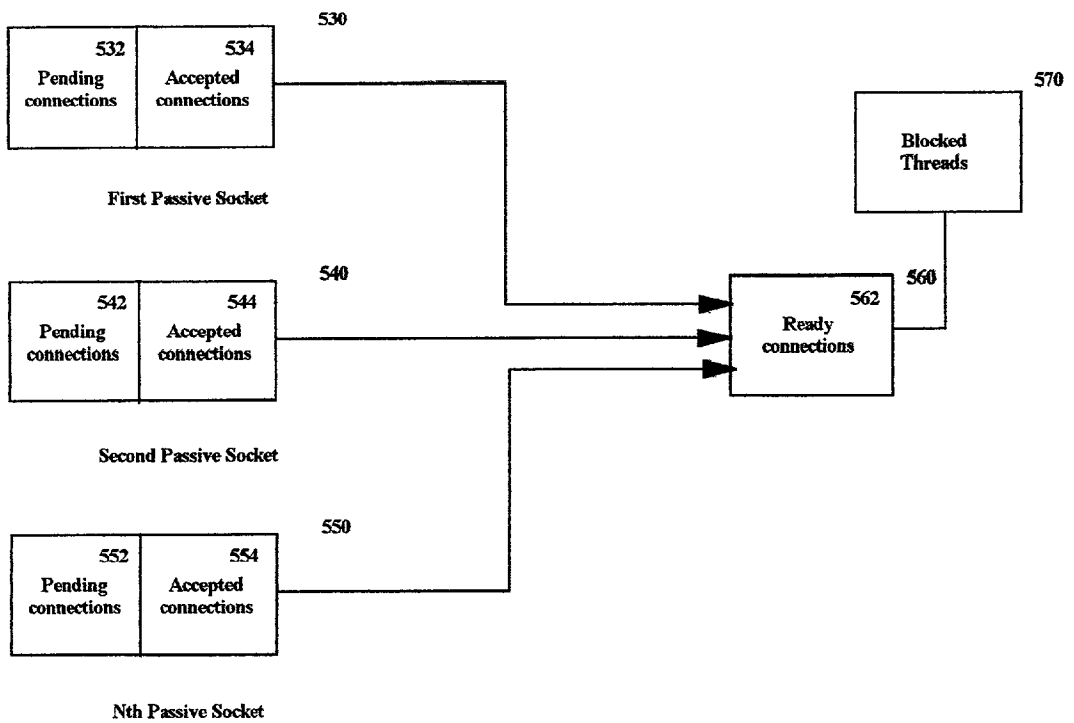 530
532
534
Pending
connections
Accepted
connections
First Passive Socket
570
Blocked
Threads
540
542
544
Pending
connections
Accepted
connections
Second Passive Socket
560
562
Ready
connections
550
552
554
Pending
connections
Accepted
connections
Nth Passive Socket